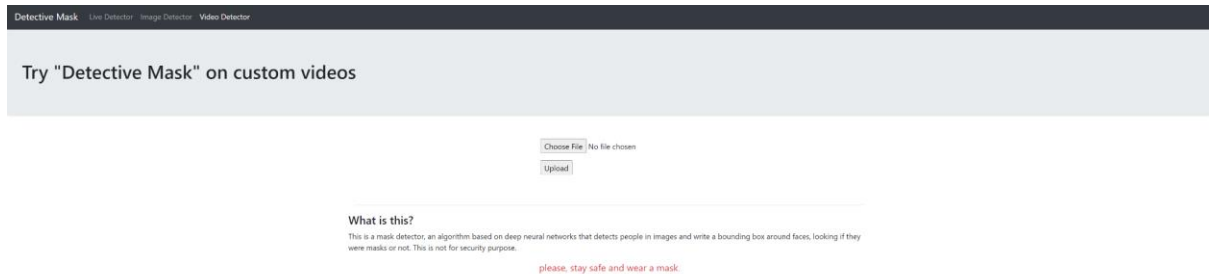 Detective Mask Live Detector Image Detector Video Detector
Try "Detective Mask" on custom videos
Choose File No file chosen
Upload
What is this?
This is a mask detector, an algorithm based on deep neural networks that detects people in images and write a bounding box around faces, looking if they
were masks or not. This is not for security purpose.
please, stay safe and wear a mask